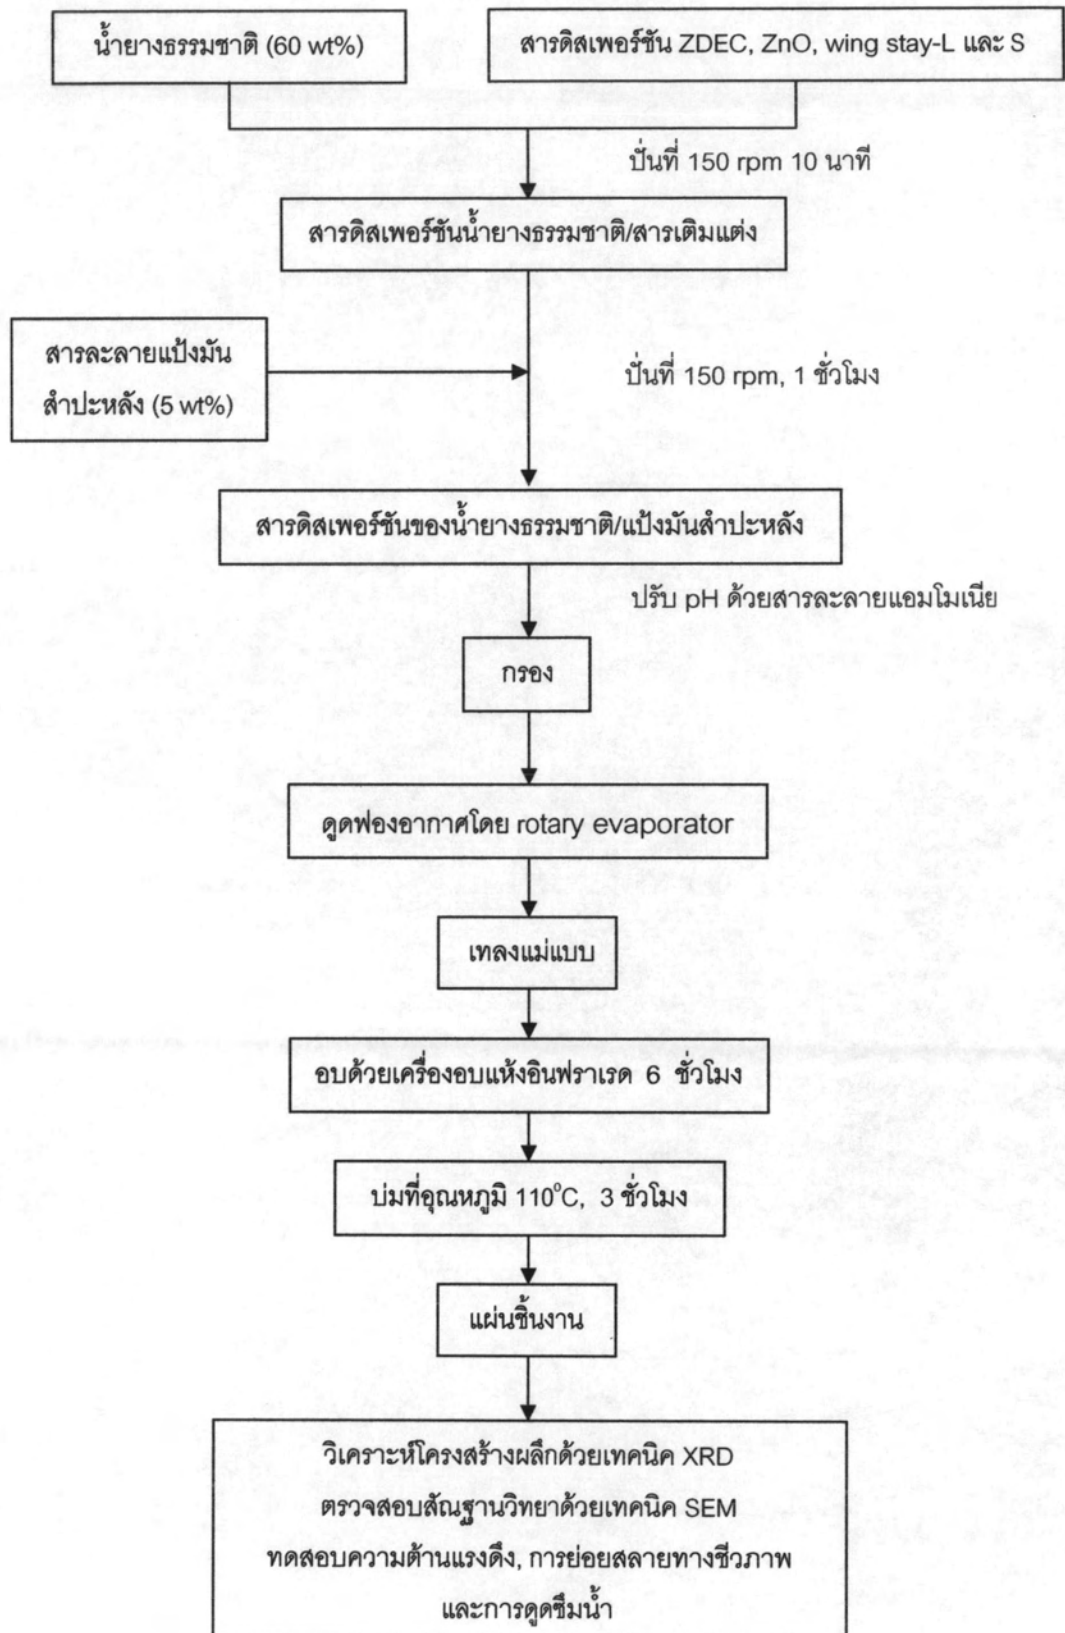 น้ำยางธรรมชาติ (60 wt%)
สารดิสเพอร์ชัน ZDEC, ZnO, wing stay-L และ S
ปั่นที่ 150 rpm 10 นาที
สารดิสเพอร์ชันน้ำยางธรรมชาติ/สารเติมแต่ง
สารละลายแป้งมัน
สำปะหลัง (5 wt%)
ปั่นที่ 150 rpm, 1 ชั่วโมง
สารดิสเพอร์ชันของน้ำยางธรรมชาติ/แป้งมันสำปะหลัง
ปรับ pH ด้วยสารละลายแอมโมเนีย
กรอง
ดูดฟองอากาศโดย rotary evaporator
เทลงแม่แบบ
อบด้วยเครื่องอบแห้งอินฟราเรด 6 ชั่วโมง
บ่มที่อุณหภูมิ 110°C, 3 ชั่วโมง
แผ่นชิ้นงาน
วิเคราะห์โครงสร้างผลึกด้วยเทคนิค XRD
ตรวจสอบสัณฐานวิทยาด้วยเทคนิค SEM
ทดสอบความต้านแรงดึง, การย่อยสลายทางชีวภาพ
และการดูดซึมน้ำ